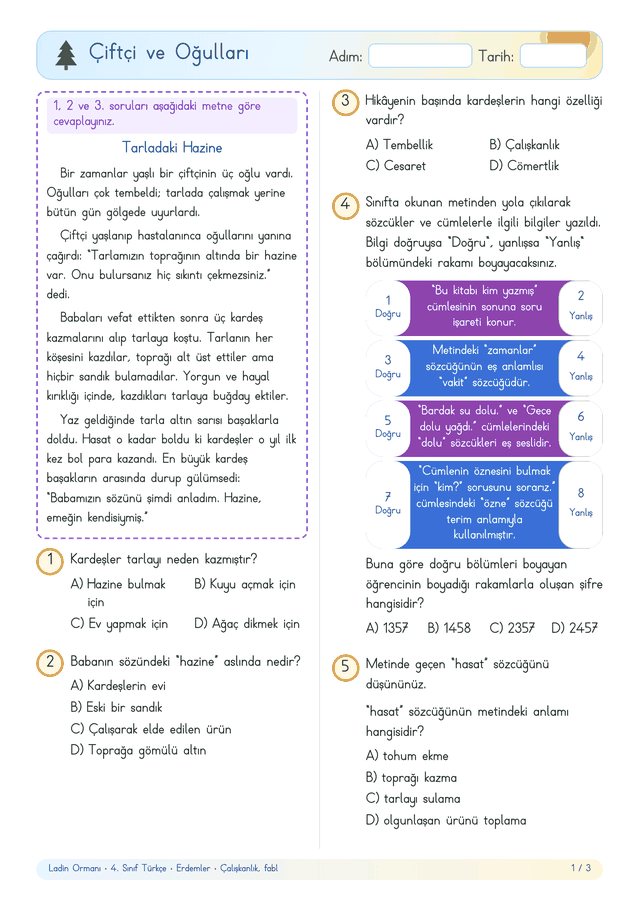 Çiftçi ve Oğulları
Adım:
Tarih:
1, 2 ve 3. soruları aşağıdaki metne göre
cevaplayınız.
Tarladaki Hazine
Bir zamanlar yaşlı bir çiftçinin üç oğlu vardı.
Oğulları çok tembeldi; tarlada çalışmak yerine
bütün gün gölgede uyurlardı.
Çiftçi yaşlanıp hastalanınca oğullarını yanına
çağırdı: “Tarlamızın toprağının altında bir hazine
var. Onu bulursanız hiç sıkıntı çekmezsiniz.”
dedi.
Babaları vefat ettikten sonra üç kardeş
kazmalarını alıp tarlaya koştu. Tarlanın her
köşesini kazdılar, toprağı alt üst ettiler ama
hiçbir sandık bulamadılar. Yorgun ve hayal
kırıklığı içinde, kazdıkları tarlaya buğday ektiler.
Yaz geldiğinde tarla altın sarısı başaklarla
doldu. Hasat o kadar boldu ki kardeşler o yıl ilk
kez bol para kazandı. En büyük kardeş
başakların arasında durup gülümsedi:
“Babamızın sözünü şimdi anladım. Hazine,
emeğin kendisiymiş.”
1
Kardeşler tarlayı neden kazmıştır?
A) Hazine bulmak
için
B) Kuyu açmak için
C) Ev yapmak için
D) Ağaç dikmek için
2
Babanın sözündeki “hazine” aslında nedir?
A) Kardeşlerin evi
B) Eski bir sandık
C) Çalışarak elde edilen ürün
D) Toprağa gömülü altın
3
Hikâyenin başında kardeşlerin hangi özelliği
vardır?
A) Tembellik
B) Çalışkanlık
C) Cesaret
D) Cömertlik
4
Sınıfta okunan metinden yola çıkılarak
sözcükler ve cümlelerle ilgili bilgiler yazıldı.
Bilgi doğruysa “Doğru”, yanlışsa “Yanlış”
bölümündeki rakamı boyayacaksınız.
1
Doğru
“Bu kitabı kim yazmış”
cümlesinin sonuna soru
işareti konur.
2
Yanlış
3
Doğru
Metindeki “zamanlar”
sözcüğünün eş anlamlısı
“vakit” sözcüğüdür.
4
Yanlış
5
Doğru
“Bardak su dolu.” ve “Gece
dolu yağdı.” cümlelerindeki
“dolu” sözcükleri eş seslidir.
6
Yanlış
7
Doğru
“Cümlenin öznesini bulmak
için “kim?” sorusunu sorarız.”
cümlesindeki “özne” sözcüğü
terim anlamıyla
kullanılmıştır.
8
Yanlış
Buna göre doğru bölümleri boyayan
öğrencinin boyadığı rakamlarla oluşan şifre
hangisidir?
A) 1357
B) 1458
C) 2357
D) 2457
5
Metinde geçen “hasat” sözcüğünü
düşününüz.
“hasat” sözcüğünün metindeki anlamı
hangisidir?
A) tohum ekme
B) toprağı kazma
C) tarlayı sulama
D) olgunlaşan ürünü toplama
Ladin Ormanı • 4. Sınıf Türkçe • Erdemler • Çalışkanlık, fabl
1 / 3